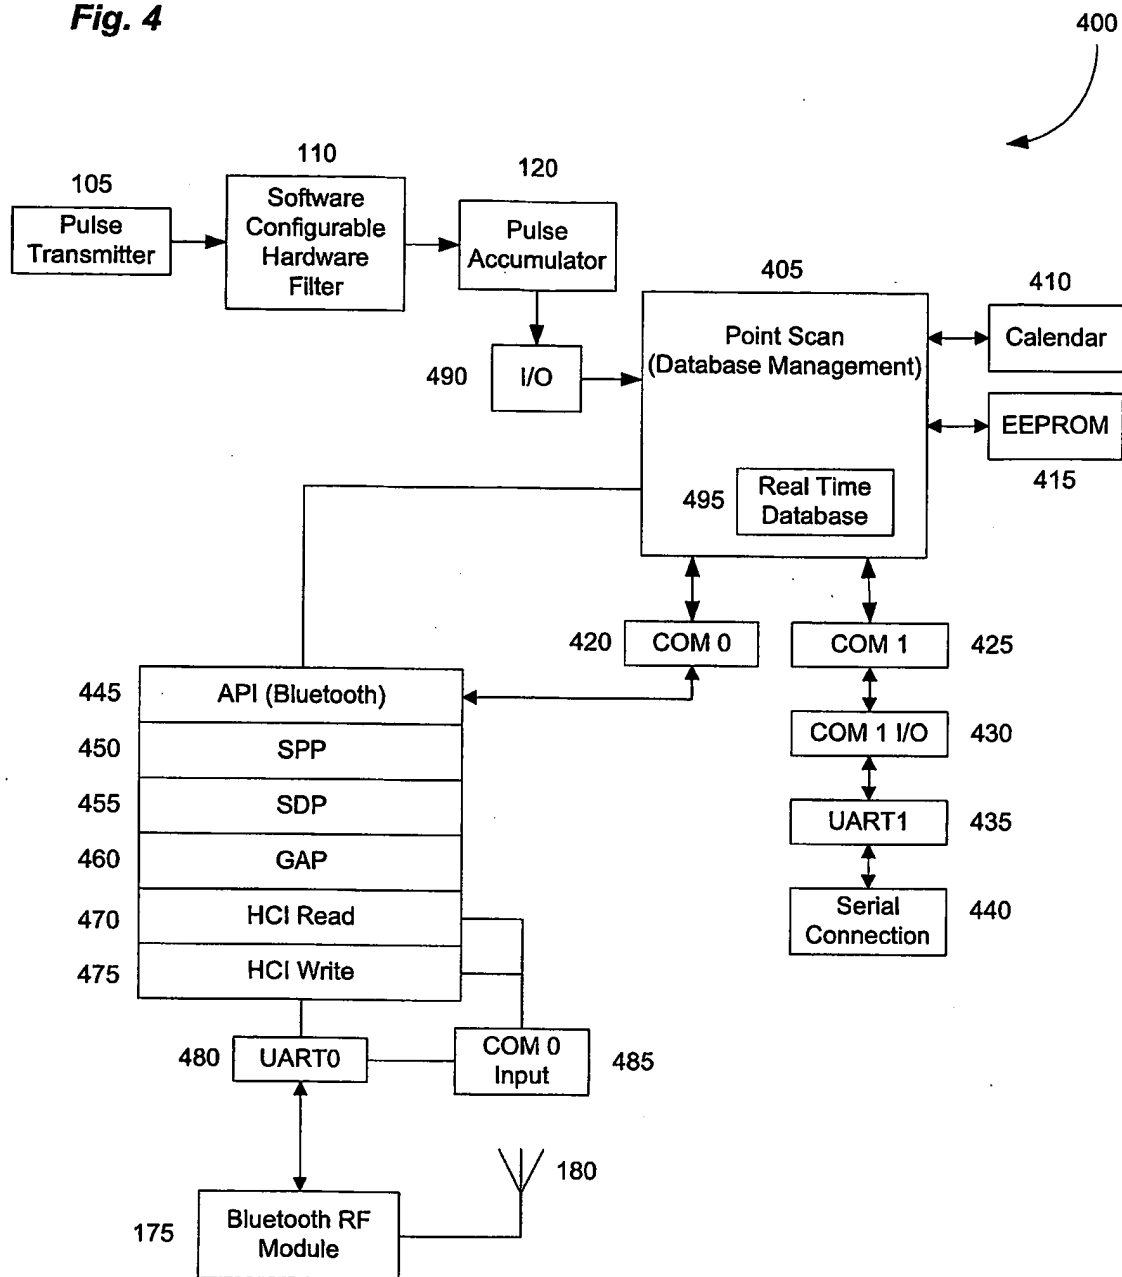 Fig. 4
400
110
120
105
Software
Configurable
Hardware
Filter
Pulse
Transmitter
Pulse
Accumulator
405
410
Point Scan
(Database Management)
Calendar
490
I/O
EEPROM
415
495
Real Time
Database
420
COM 0
COM 1
425
445
API (Bluetooth)
450
SPP
COM 1 I/O
430
455
SDP
UART1
435
460
GAP
470
HCI Read
Serial
Connection
440
475
HCI Write
480
UART0
COM 0
Input
485
180
175
Bluetooth RF
Module